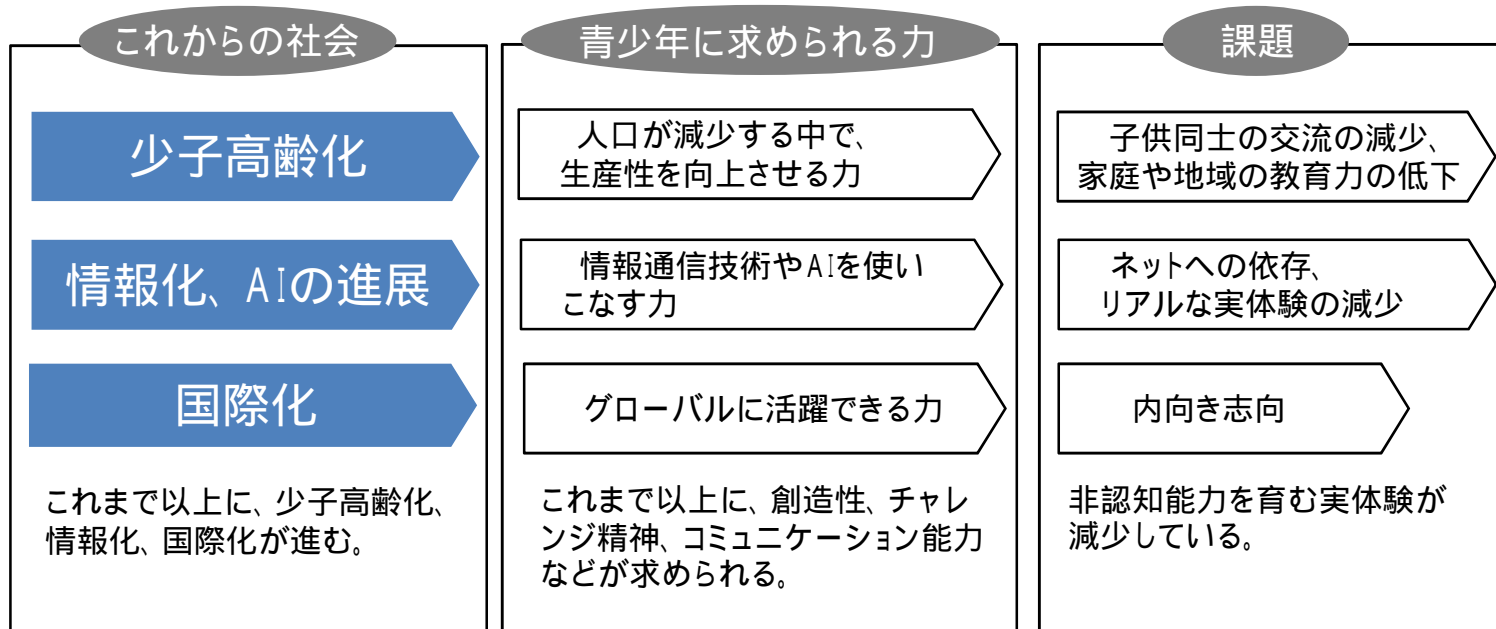 これからの社会
少子高齢化
情報化、AIの進展
国際化
これまで以上に、少子高齢化、
情報化、国際化が進む。
青少年に求められる力
人口が減少する中で、
生産性を向上させる力
情報通信技術やAIを使い
こなす力
グローバルに活躍できる力
これまで以上に、創造性、チャレ
ンジ精神、コミュニケーション能力
などが求められる。
課題
子供同士の交流の減少、
家庭や地域の教育力の低下
ネットへの依存、
リアルな実体験の減少
内向き志向
非認知能力を育む実体験が
減少している。